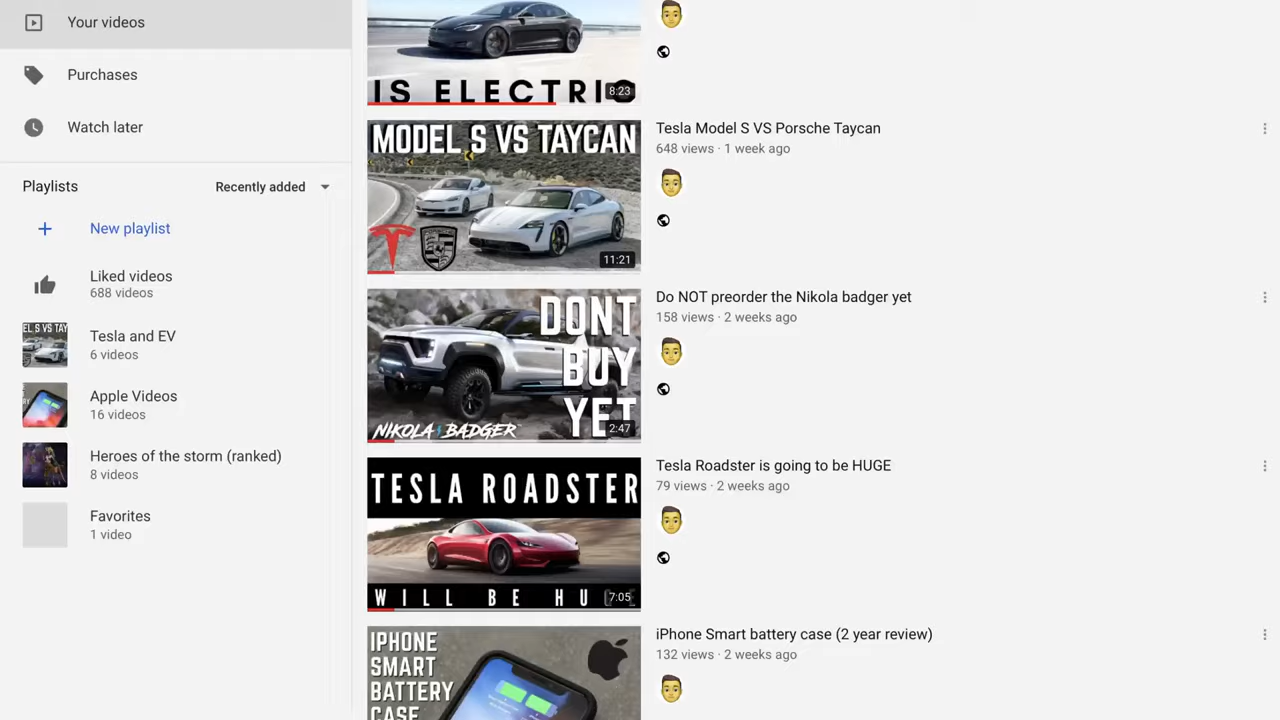 Your videos
Purchases
Watch later
Playlists
Recently added
New playlist
Liked videos
688 videos
Tesla and EV
6 videos
Apple Videos
16 videos
Heroes of the storm (ranked)
8 videos
Favorites
1 video
IS ELECTRIC
8:23
MODEL S VS TAYCAN
11:21
Tesla Model S VS Porsche Taycan
648 views · 1 week ago
DONT
BUY
YET
NIKOLA BADGER
2:47
Do NOT preorder the Nikola badger yet
158 views · 2 weeks ago
TESLA ROADSTER
WILL BE HUGE
7:05
Tesla Roadster is going to be HUGE
79 views · 2 weeks ago
IPHONE
SMART
BATTERY
CASE
iPhone Smart battery case (2 year review)
132 views · 2 weeks ago